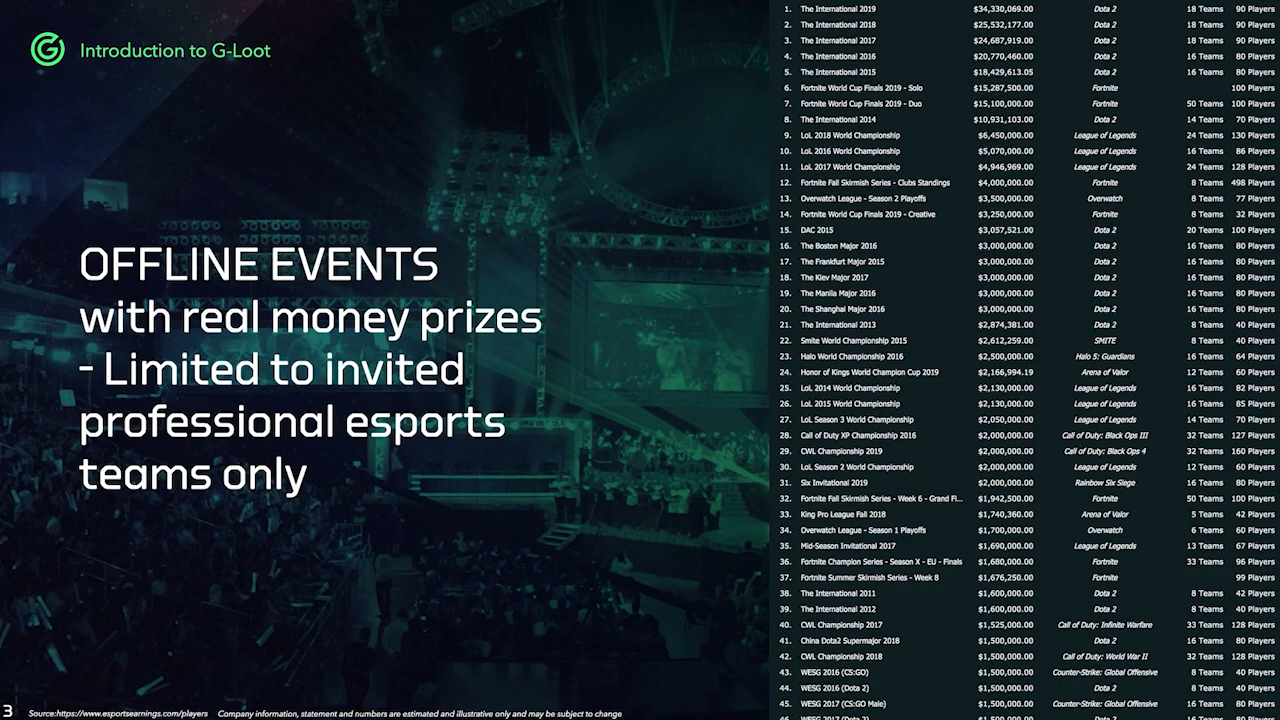 Introduction to G-Loot
OFFLINE EVENTS
with real money prizes
- Limited to invited
professional esports
teams only
1. The International 2019 $34,330,069.00 Dota 2 18 Teams 90 Players
2. The International 2018 $25,532,177.00 Dota 2 18 Teams 90 Players
3. The International 2017 $24,687,919.00 Dota 2 18 Teams 90 Players
4. The International 2016 $20,770,460.00 Dota 2 16 Teams 80 Players
5. The International 2015 $18,429,613.05 Dota 2 16 Teams 80 Players
6. Fortnite World Cup Finals 2019 - Solo $15,287,500.00 Fortnite 100 Players
7. Fortnite World Cup Finals 2019 - Duo $15,100,000.00 Fortnite 50 Teams 100 Players
8. The International 2014 $10,931,103.00 Dota 2 14 Teams 70 Players
9. LoL 2018 World Championship $6,450,000.00 League of Legends 24 Teams 130 Players
10. LoL 2016 World Championship $5,070,000.00 League of Legends 16 Teams 86 Players
11. LoL 2017 World Championship $4,946,969.00 League of Legends 24 Teams 128 Players
12. Fortnite Fall Skirmish Series - Clubs Standings $4,000,000.00 Fortnite 8 Teams 498 Players
13. Overwatch League - Season 2 Playoffs $3,500,000.00 Overwatch 8 Teams 77 Players
14. Fortnite World Cup Finals 2019 - Creative $3,250,000.00 Fortnite 8 Teams 32 Players
15. DAC 2015 $3,057,521.00 Dota 2 20 Teams 100 Players
16. The Boston Major 2016 $3,000,000.00 Dota 2 16 Teams 80 Players
17. The Frankfurt Major 2015 $3,000,000.00 Dota 2 16 Teams 80 Players
18. The Kiev Major 2017 $3,000,000.00 Dota 2 16 Teams 80 Players
19. The Manila Major 2016 $3,000,000.00 Dota 2 16 Teams 80 Players
20. The Shanghai Major 2016 $3,000,000.00 Dota 2 16 Teams 80 Players
21. The International 2013 $2,874,381.00 Dota 2 8 Teams 40 Players
22. Smite World Championship 2015 $2,612,259.00 SMITE 8 Teams 40 Players
23. Halo World Championship 2016 $2,500,000.00 Halo 5: Guardians 16 Teams 64 Players
24. Honor of Kings World Champion Cup 2019 $2,166,994.19 Arena of Valor 12 Teams 60 Players
25. LoL 2014 World Championship $2,130,000.00 League of Legends 16 Teams 82 Players
26. LoL 2015 World Championship $2,130,000.00 League of Legends 16 Teams 85 Players
27. LoL Season 3 World Championship $2,050,000.00 League of Legends 14 Teams 70 Players
28. Call of Duty XP Championship 2016 $2,000,000.00 Call of Duty: Black Ops III 32 Teams 127 Players
29. CWL Championship 2019 $2,000,000.00 Call of Duty: Black Ops 4 32 Teams 160 Players
30. LoL Season 2 World Championship $2,000,000.00 League of Legends 12 Teams 60 Players
31. Six Invitational 2019 $2,000,000.00 Rainbow Six Siege 16 Teams 80 Players
32. Fortnite Fall Skirmish Series - Week 6 - Grand Fi... $1,942,500.00 Fortnite 50 Teams 100 Players
33. King Pro League Fall 2018 $1,740,360.00 Arena of Valor 5 Teams 42 Players
34. Overwatch League - Season 1 Playoffs $1,700,000.00 Overwatch 6 Teams 60 Players
35. Mid-Season Invitational 2017 $1,690,000.00 League of Legends 13 Teams 67 Players
36. Fortnite Champion Series - Season X - EU - Finals $1,680,000.00 Fortnite 33 Teams 96 Players
37. Fortnite Summer Skirmish Series - Week 8 $1,676,250.00 Fortnite 99 Players
38. The International 2011 $1,600,000.00 Dota 2 8 Teams 42 Players
39. The International 2012 $1,600,000.00 Dota 2 8 Teams 40 Players
40. CWL Championship 2017 $1,525,000.00 Call of Duty: Infinite Warfare 33 Teams 128 Players
41. China Dota2 Supermajor 2018 $1,500,000.00 Dota 2 16 Teams 80 Players
42. CWL Championship 2018 $1,500,000.00 Call of Duty: World War II 32 Teams 128 Players
43. WESG 2016 (CS:GO) $1,500,000.00 Counter-Strike: Global Offensive 8 Teams 40 Players
44. WESG 2016 (Dota 2) $1,500,000.00 Dota 2 8 Teams 40 Players
45. WESG 2017 (CS:GO Male) $1,500,000.00 Counter-Strike: Global Offensive 16 Teams 80 Players
46. WESG 2017 (Dota 2) $1,500,000.00 Dota 2 16 Teams 80 Players
3 Source:https://www.esportsearnings.com/players Company information, statement and numbers are estimated and illustrative only and may be subject to change